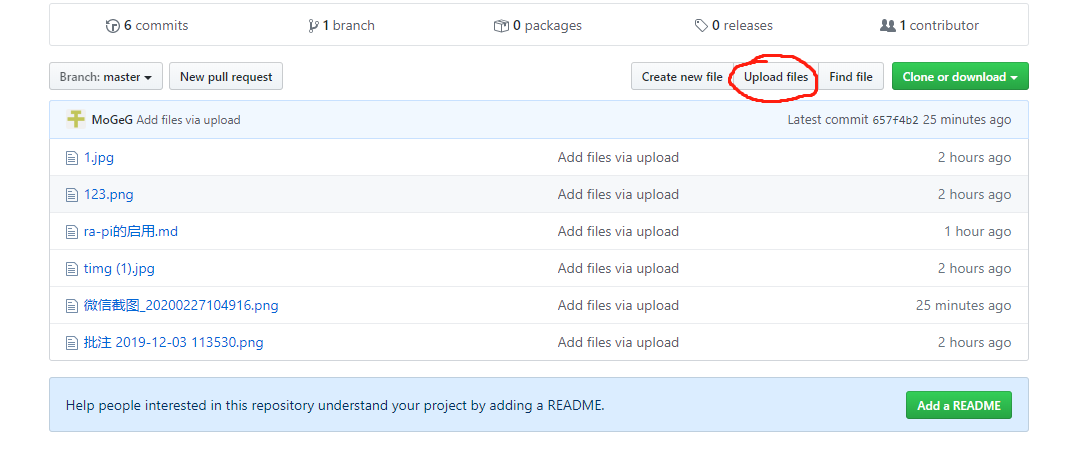 6 commits 1 branch 0 packages 0 releases 1 contributor
Branch: master New pull request Create new file Upload files Find file Clone or download
MoGeG Add files via upload Latest commit 657f4b2 25 minutes ago
1.jpg Add files via upload 2 hours ago
123.png Add files via upload 2 hours ago
ra-pi的启用.md Add files via upload 1 hour ago
timg (1).jpg Add files via upload 2 hours ago
微信截图_20200227104916.png Add files via upload 25 minutes ago
批注 2019-12-03 113530.png Add files via upload 2 hours ago
Help people interested in this repository understand your project by adding a README. Add a README